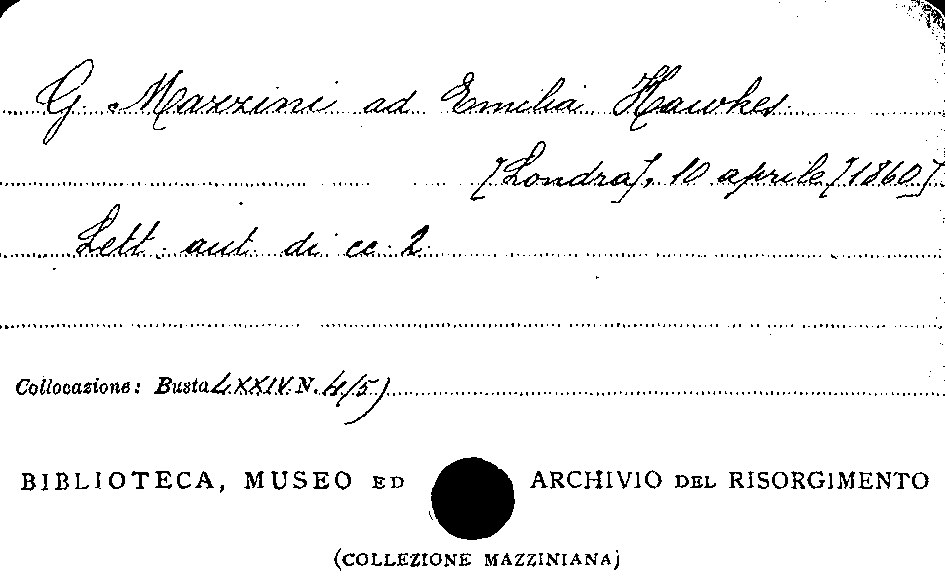 G. Mazzini ad Emilia Hawkes
[Londra], 10 aprile [1860]
Lett. aut. di cc. 2
Collocazione: Busta LXXIV N. 4/5)
BIBLIOTECA, MUSEO ED ARCHIVIO DEL RISORGIMENTO
(COLLEZIONE MAZZINIANA)